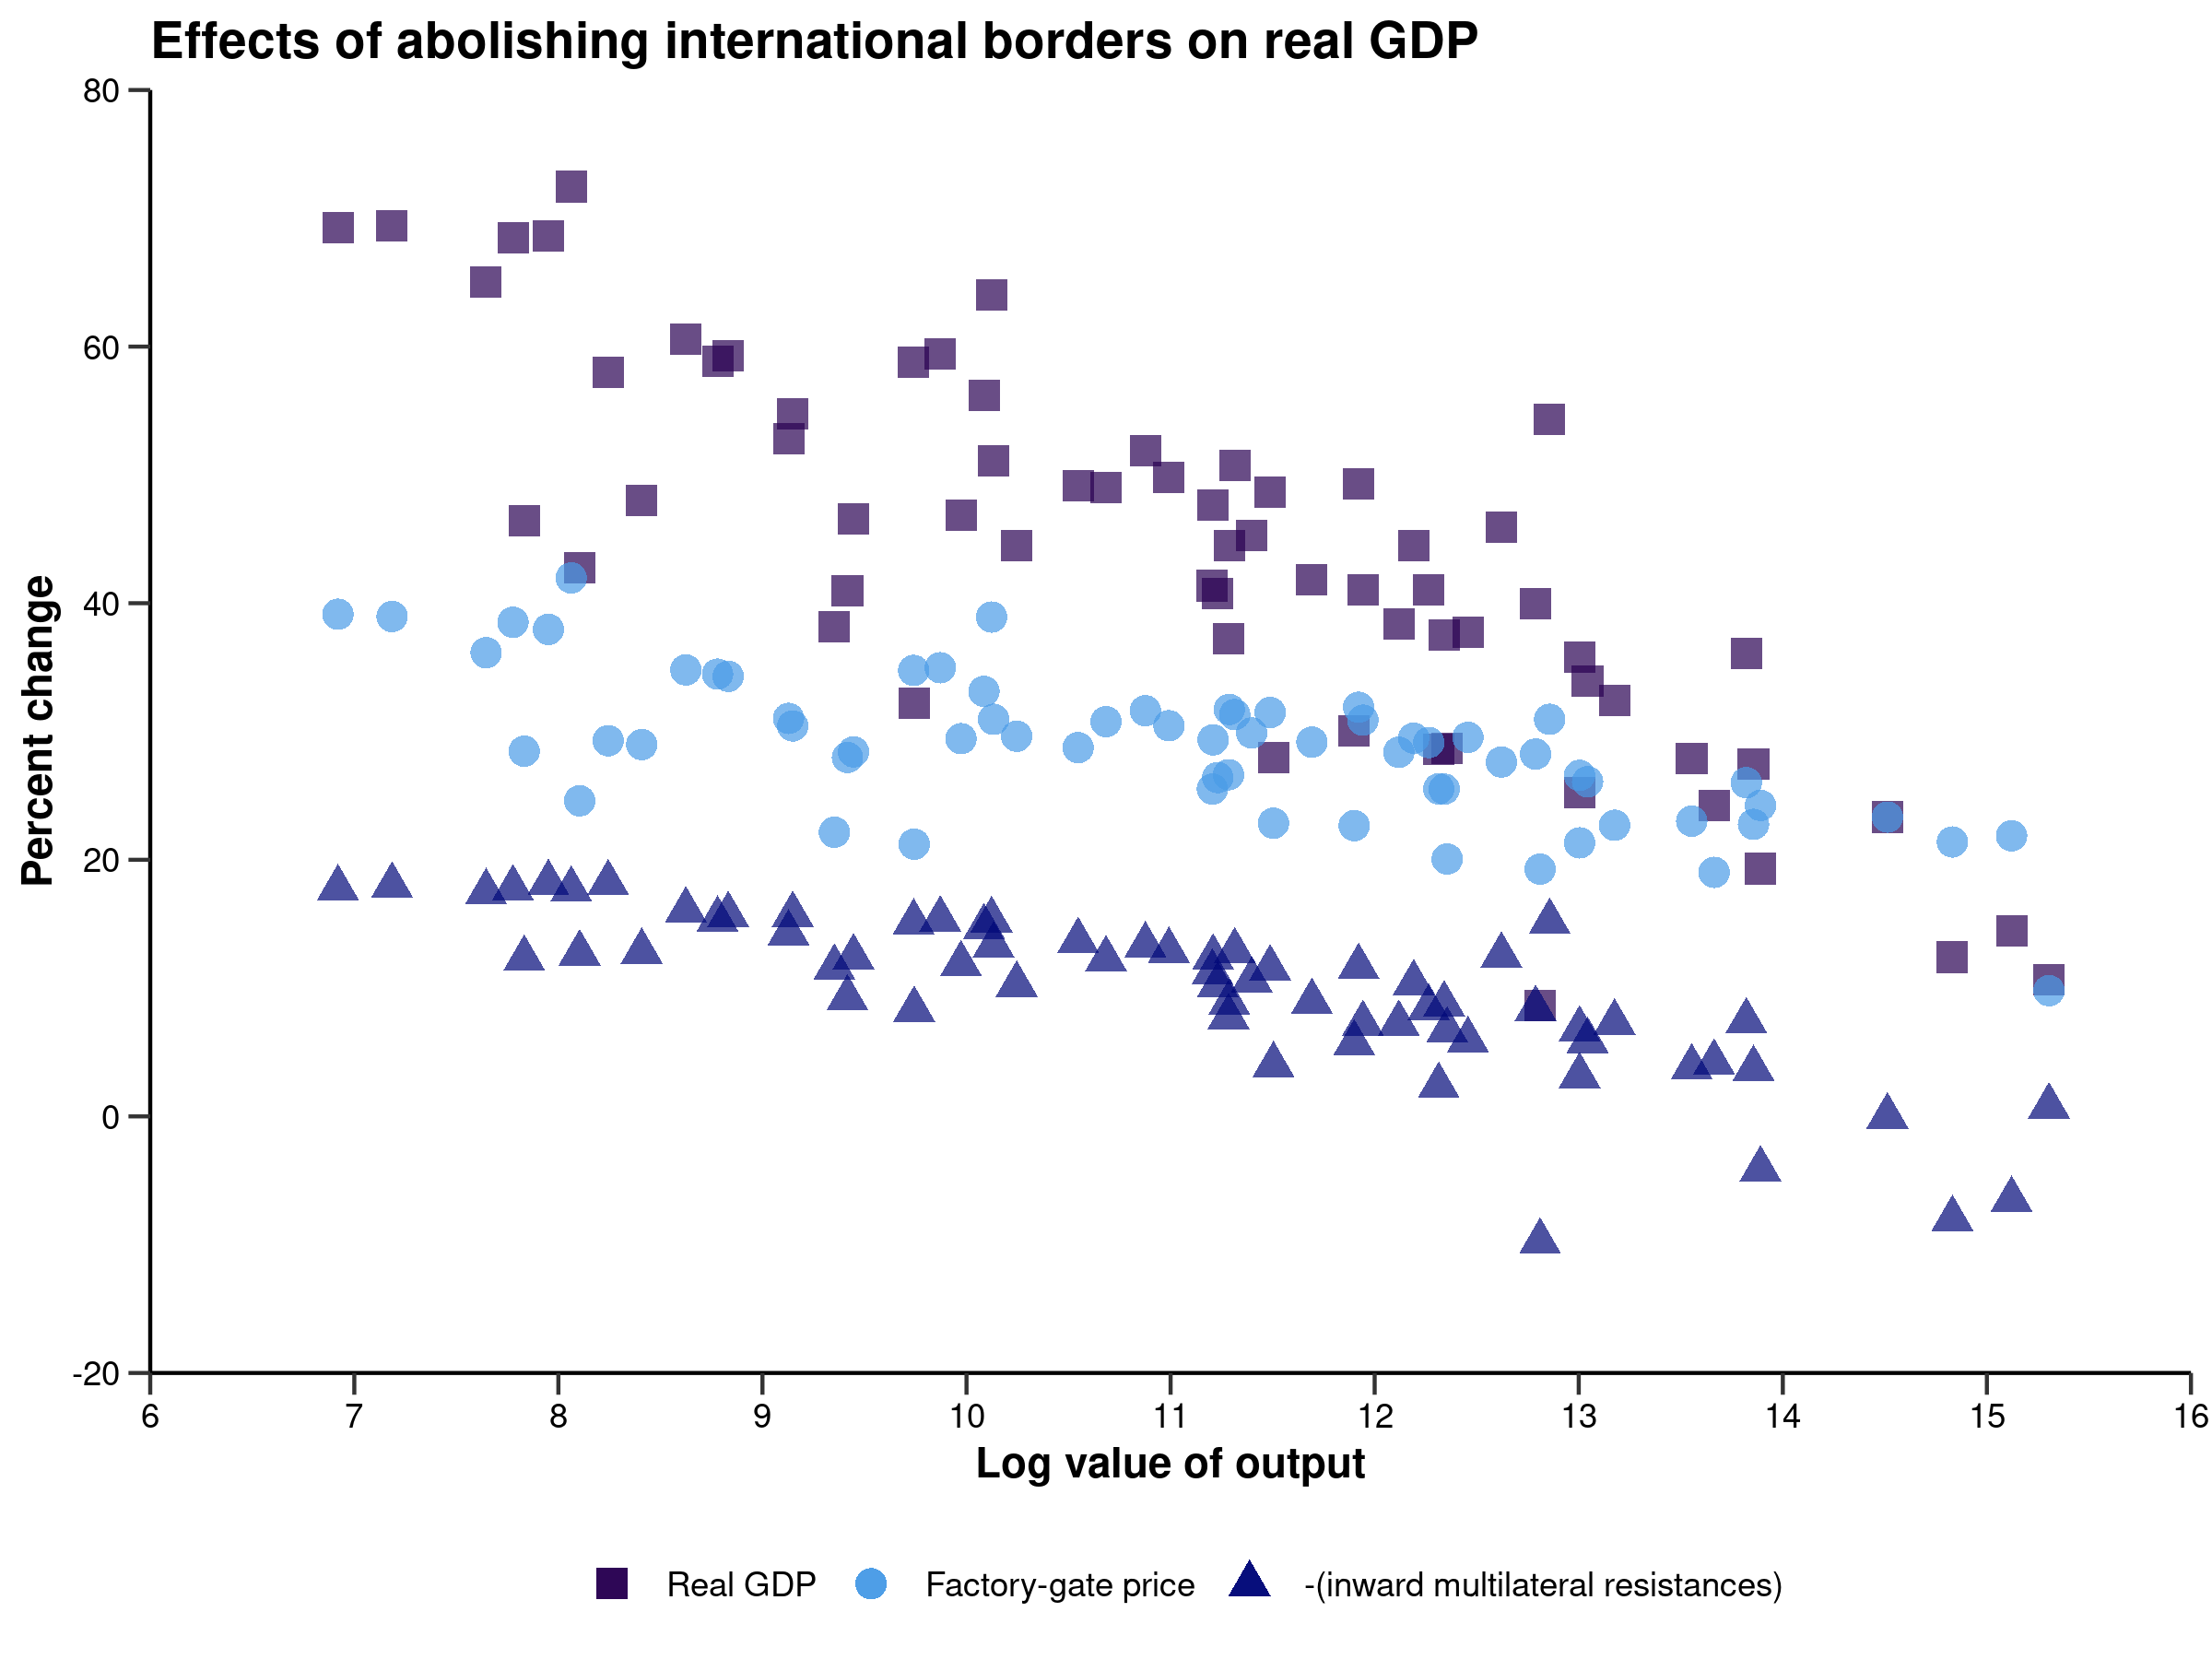 Effects of abolishing international borders on real GDP
Percent change
80
60
40
20
0
-20
6 7 8 9 10 11 12 13 14 15 16
Log value of output
Real GDP Factory-gate price -(inward multilateral resistances)